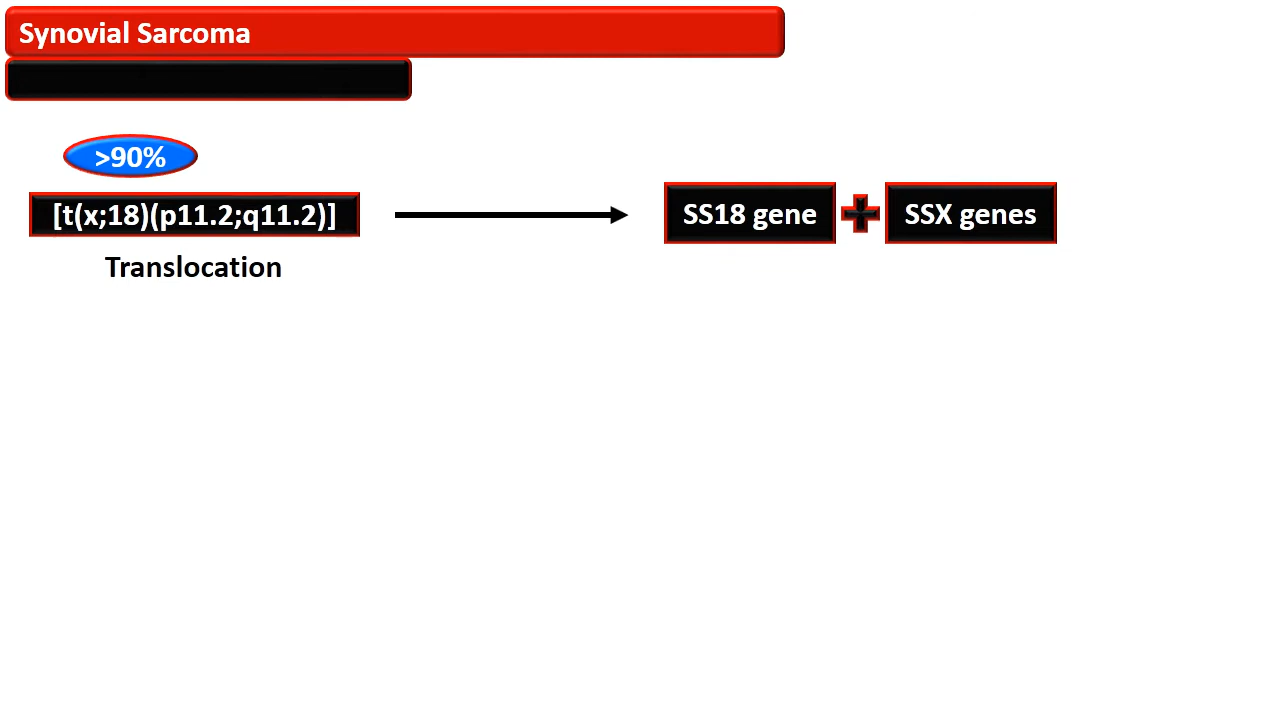 Synovial Sarcoma
>90%
[t(x;18)(p11.2;q11.2)]
Translocation
SS18 gene
SSX genes